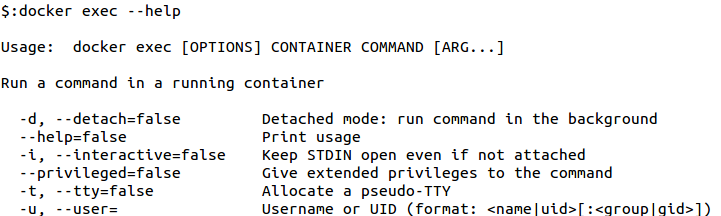 $:docker exec --help
Usage:  docker exec [OPTIONS] CONTAINER COMMAND [ARG...]
Run a command in a running container
  -d, --detach=false         Detached mode: run command in the background
  --help=false               Print usage
  -i, --interactive=false    Keep STDIN open even if not attached
  --privileged=false         Give extended privileges to the command
  -t, --tty=false            Allocate a pseudo-TTY
  -u, --user=                Username or UID (format: <name|uid>[:<group|gid>])